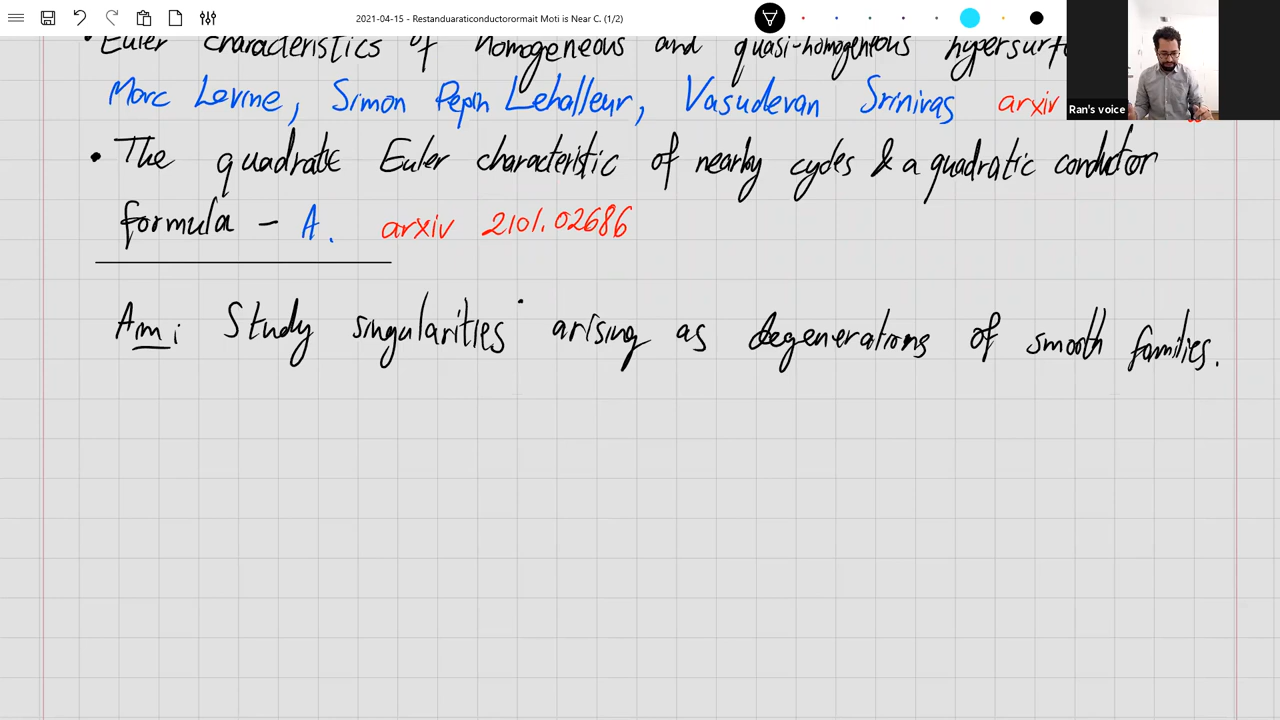 2021-04-15 - Restanduaraticonductorormait Moti is Near C. (1/2)
• Euler characteristics of homogeneous and quasi-homogeneous
Marc Levine, Simon Pepin Lehalleur, Vasudevan Srinivas arxiv
Ran's voice
• The quadratic Euler characteristic of nearby cycles & a quadratic conductor
formula - A. arxiv 2101.02686
Aim: Study singularities arising as degenerations of smooth families.